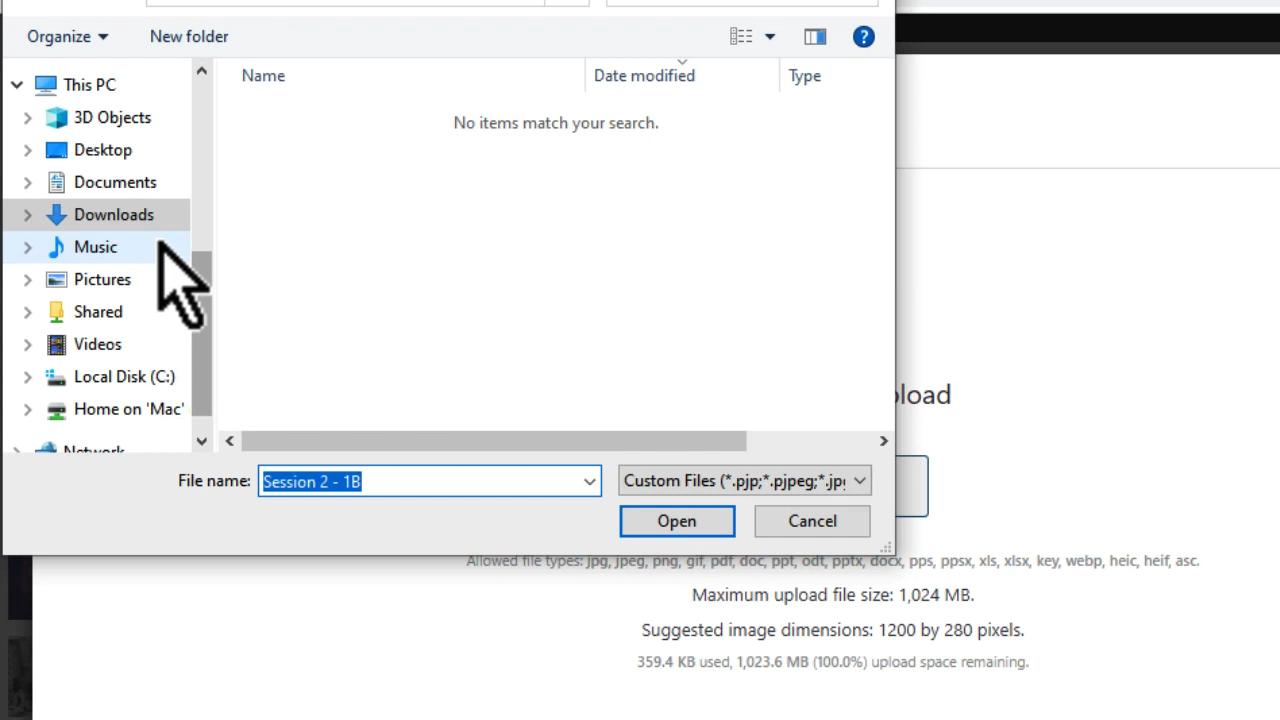 Organize
New folder
This PC
3D Objects
Desktop
Documents
Downloads
Music
Pictures
Shared
Videos
Local Disk (C:)
Home on 'Mac'
Network
Name
Date modified
Type
No items match your search.
File name:
Session 2 - 1B
Custom Files (*.pjp;*.pjpeg;*.jp
Open
Cancel
pload
Allowed file types: jpg, jpeg, png, gif, pdf, doc, ppt, odt, pptx, docx, pps, ppsx, xls, xlsx, key, webp, heic, heif, asc.
Maximum upload file size: 1,024 MB.
Suggested image dimensions: 1200 by 280 pixels.
359.4 KB used, 1,023.6 MB (100.0%) upload space remaining.